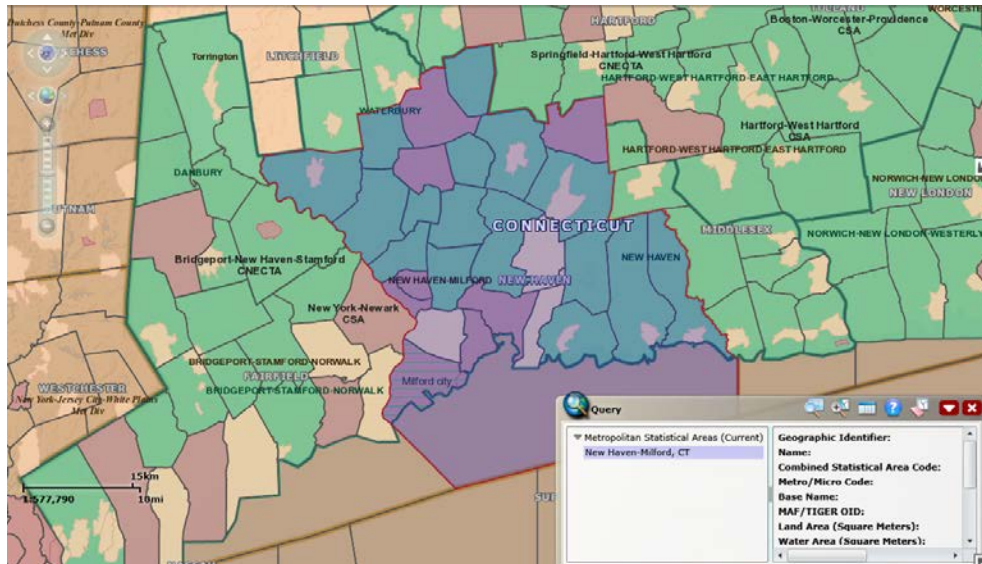 Dutchess County-Putnam County
Met Div
HARTFORD
TOLLAND
WORCESTER
Boston-Worcester-Providence
CSA
Torrington
LITCHFIELD
Springfield-Hartford-West Hartford
CNECTA
HARTFORD-WEST HARTFORD-EAST HARTFORD
WATERBURY
Hartford-West Hartford
CSA
HARTFORD-WEST HARTFORD-EAST HARTFORD
DANBURY
NORWICH-NEW LONDON
NEW LONDON
PUTNAM
CONNECTICUT
MIDDLESEX
NORWICH-NEW LONDON-WESTERLY
Bridgeport-New Haven-Stamford
CNECTA
NEW HAVEN
NEW HAVEN-MILFORD
NEW HAVEN
New York-Newark
CSA
BRIDGEPORT-STAMFORD-NORWALK
FAIRFIELD
Milford city
WESTCHESTER
BRIDGEPORT-STAMFORD-NORWALK
New York-Jersey City-White Plains
Met Div
15km
1:577,790
10mi
Query
Metropolitan Statistical Areas (Current)
New Haven-Milford, CT
Geographic Identifier:
Name:
Combined Statistical Area Code:
Metro/Micro Code:
Base Name:
MAF/TIGER OID:
Land Area (Square Meters):
Water Area (Square Meters):